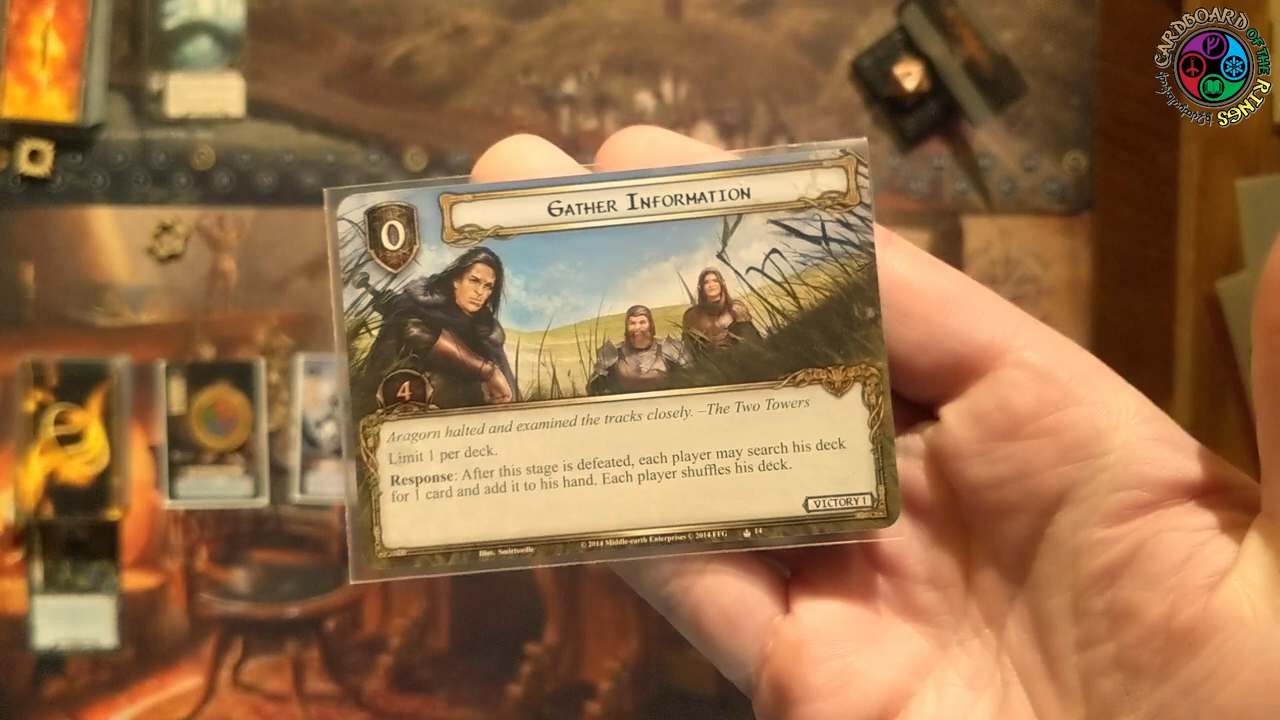 CARDBOARD OF THE RINGS
GATHER INFORMATION
0
4
Aragorn halted and examined the tracks closely. –The Two Towers
Limit 1 per deck.
Response: After this stage is defeated, each player may search his deck
for 1 card and add it to his hand. Each player shuffles his deck.
VICTORY 1
Illus. Smirtouille
© 2014 Middle-earth Enterprises © 2014 FFG 14